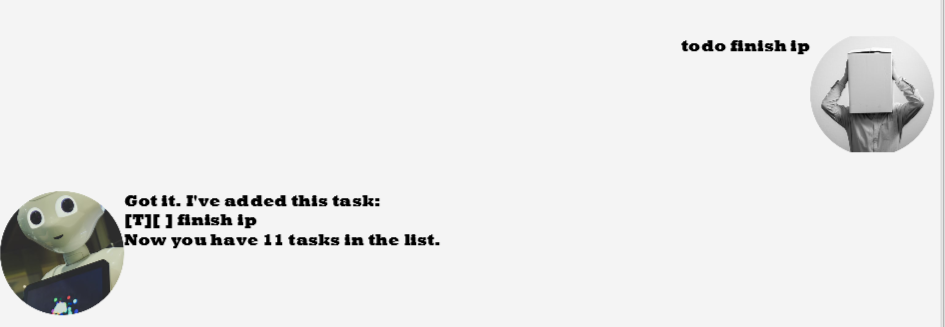 todo finish ip
Got it. I've added this task:
[T][ ] finish ip
Now you have 11 tasks in the list.